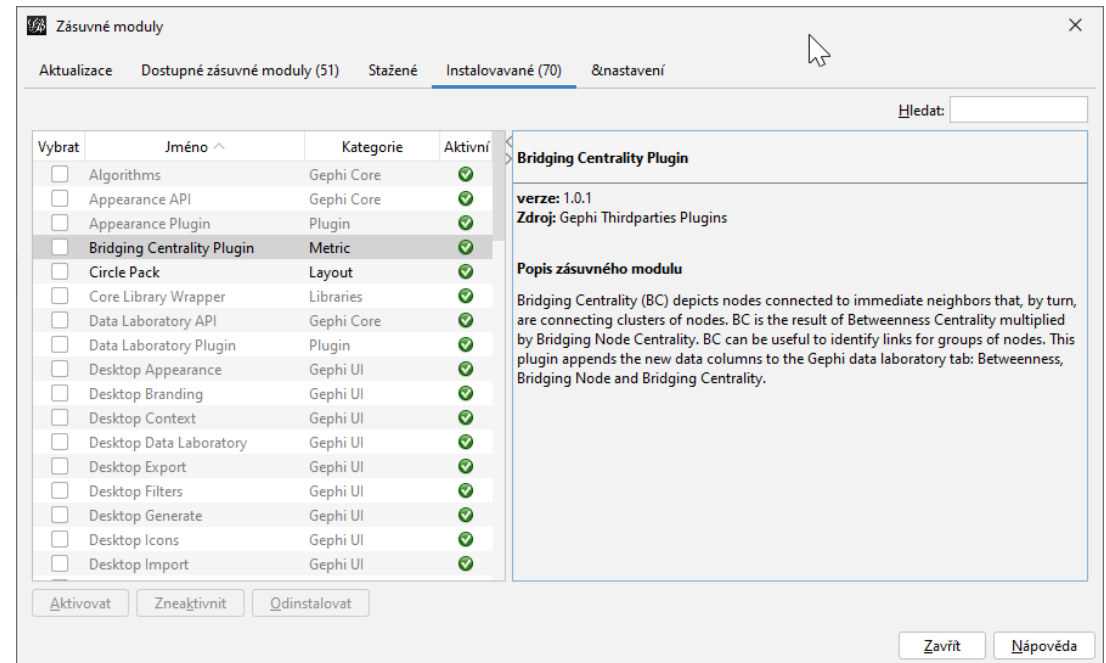 Zásuvné moduly
Aktualizace Dostupné zásuvné moduly (51) Stažené Instalovavané (70) &nastavení
Hledat:
Vybrat Jméno Kategorie Aktivní
Algorithms Gephi Core
Appearance API Gephi Core
Appearance Plugin Plugin
Bridging Centrality Plugin Metric
Circle Pack Layout
Core Library Wrapper Libraries
Data Laboratory API Gephi Core
Data Laboratory Plugin Plugin
Desktop Appearance Gephi UI
Desktop Branding Gephi UI
Desktop Context Gephi UI
Desktop Data Laboratory Gephi UI
Desktop Export Gephi UI
Desktop Filters Gephi UI
Desktop Generate Gephi UI
Desktop Icons Gephi UI
Desktop Import Gephi UI
Bridging Centrality Plugin
verze: 1.0.1
Zdroj: Gephi Thirdparties Plugins
Popis zásuvného modulu
Bridging Centrality (BC) depicts nodes connected to immediate neighbors that, by turn,
are connecting clusters of nodes. BC is the result of Betweenness Centrality multiplied
by Bridging Node Centrality. BC can be useful to identify links for groups of nodes. This
plugin appends the new data columns to the Gephi data laboratory tab: Betweenness,
Bridging Node and Bridging Centrality.
Aktivovat Zneaktivnit Odinstalovat
Zavřít Nápověda